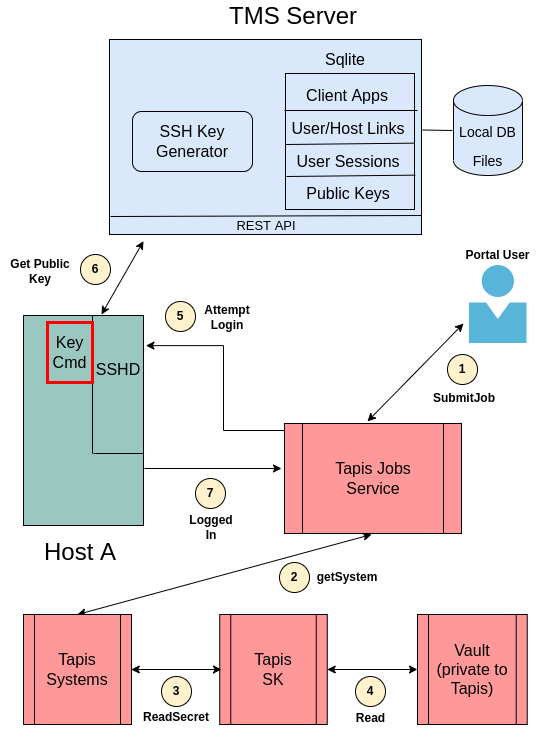 TMS Server
Sqlite
Client Apps
User/Host Links
User Sessions
Public Keys
SSH Key
Generator
Local DB
Files
REST API
Get Public
Key
6
Portal User
5
Attempt
Login
Key
Cmd
SSHD
1
SubmitJob
Tapis Jobs
Service
7
Logged
In
Host A
2
getSystem
Tapis
Systems
3
ReadSecret
Tapis
SK
4
Read
Vault
(private to
Tapis)